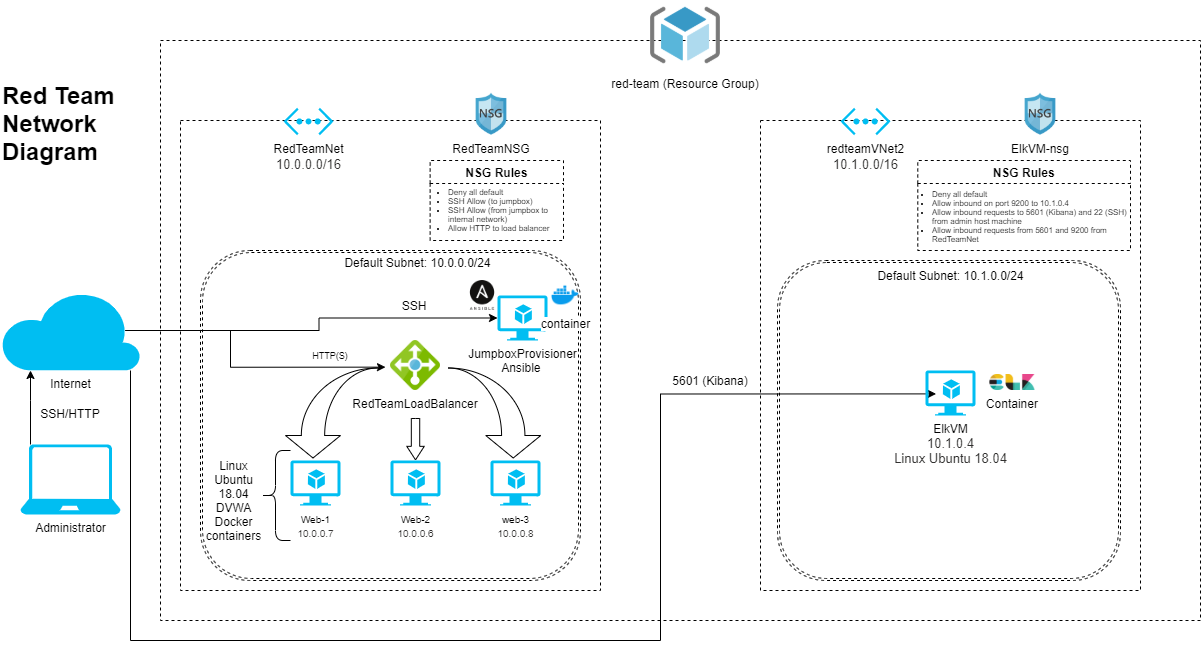 red-team (Resource Group)
Red Team
Network
Diagram
RedTeamNet
10.0.0.0/16
NSG
RedTeamNSG
NSG Rules
Deny all default
SSH Allow (to jumpbox)
SSH Allow (from jumpbox to
internal network)
Allow HTTP to load balancer
redteamVNet2
10.1.0.0/16
NSG
ElkVM-nsg
NSG Rules
Deny all default
Allow inbound on port 9200 to 10.1.0.4
Allow inbound requests to 5601 (Kibana) and 22 (SSH)
from admin host machine
Allow inbound requests from 5601 and 9200 from
RedTeamNet
Default Subnet: 10.0.0.0/24
Default Subnet: 10.1.0.0/24
SSH
ANSIBLE
container
JumpboxProvisioner
Ansible
HTTP(S)
RedTeamLoadBalancer
Internet
SSH/HTTP
Administrator
Linux
Ubuntu
18.04
DVWA
Docker
containers
Web-1
10.0.0.7
Web-2
10.0.0.6
web-3
10.0.0.8
5601 (Kibana)
ELK
Container
ElkVM
10.1.0.4
Linux Ubuntu 18.04